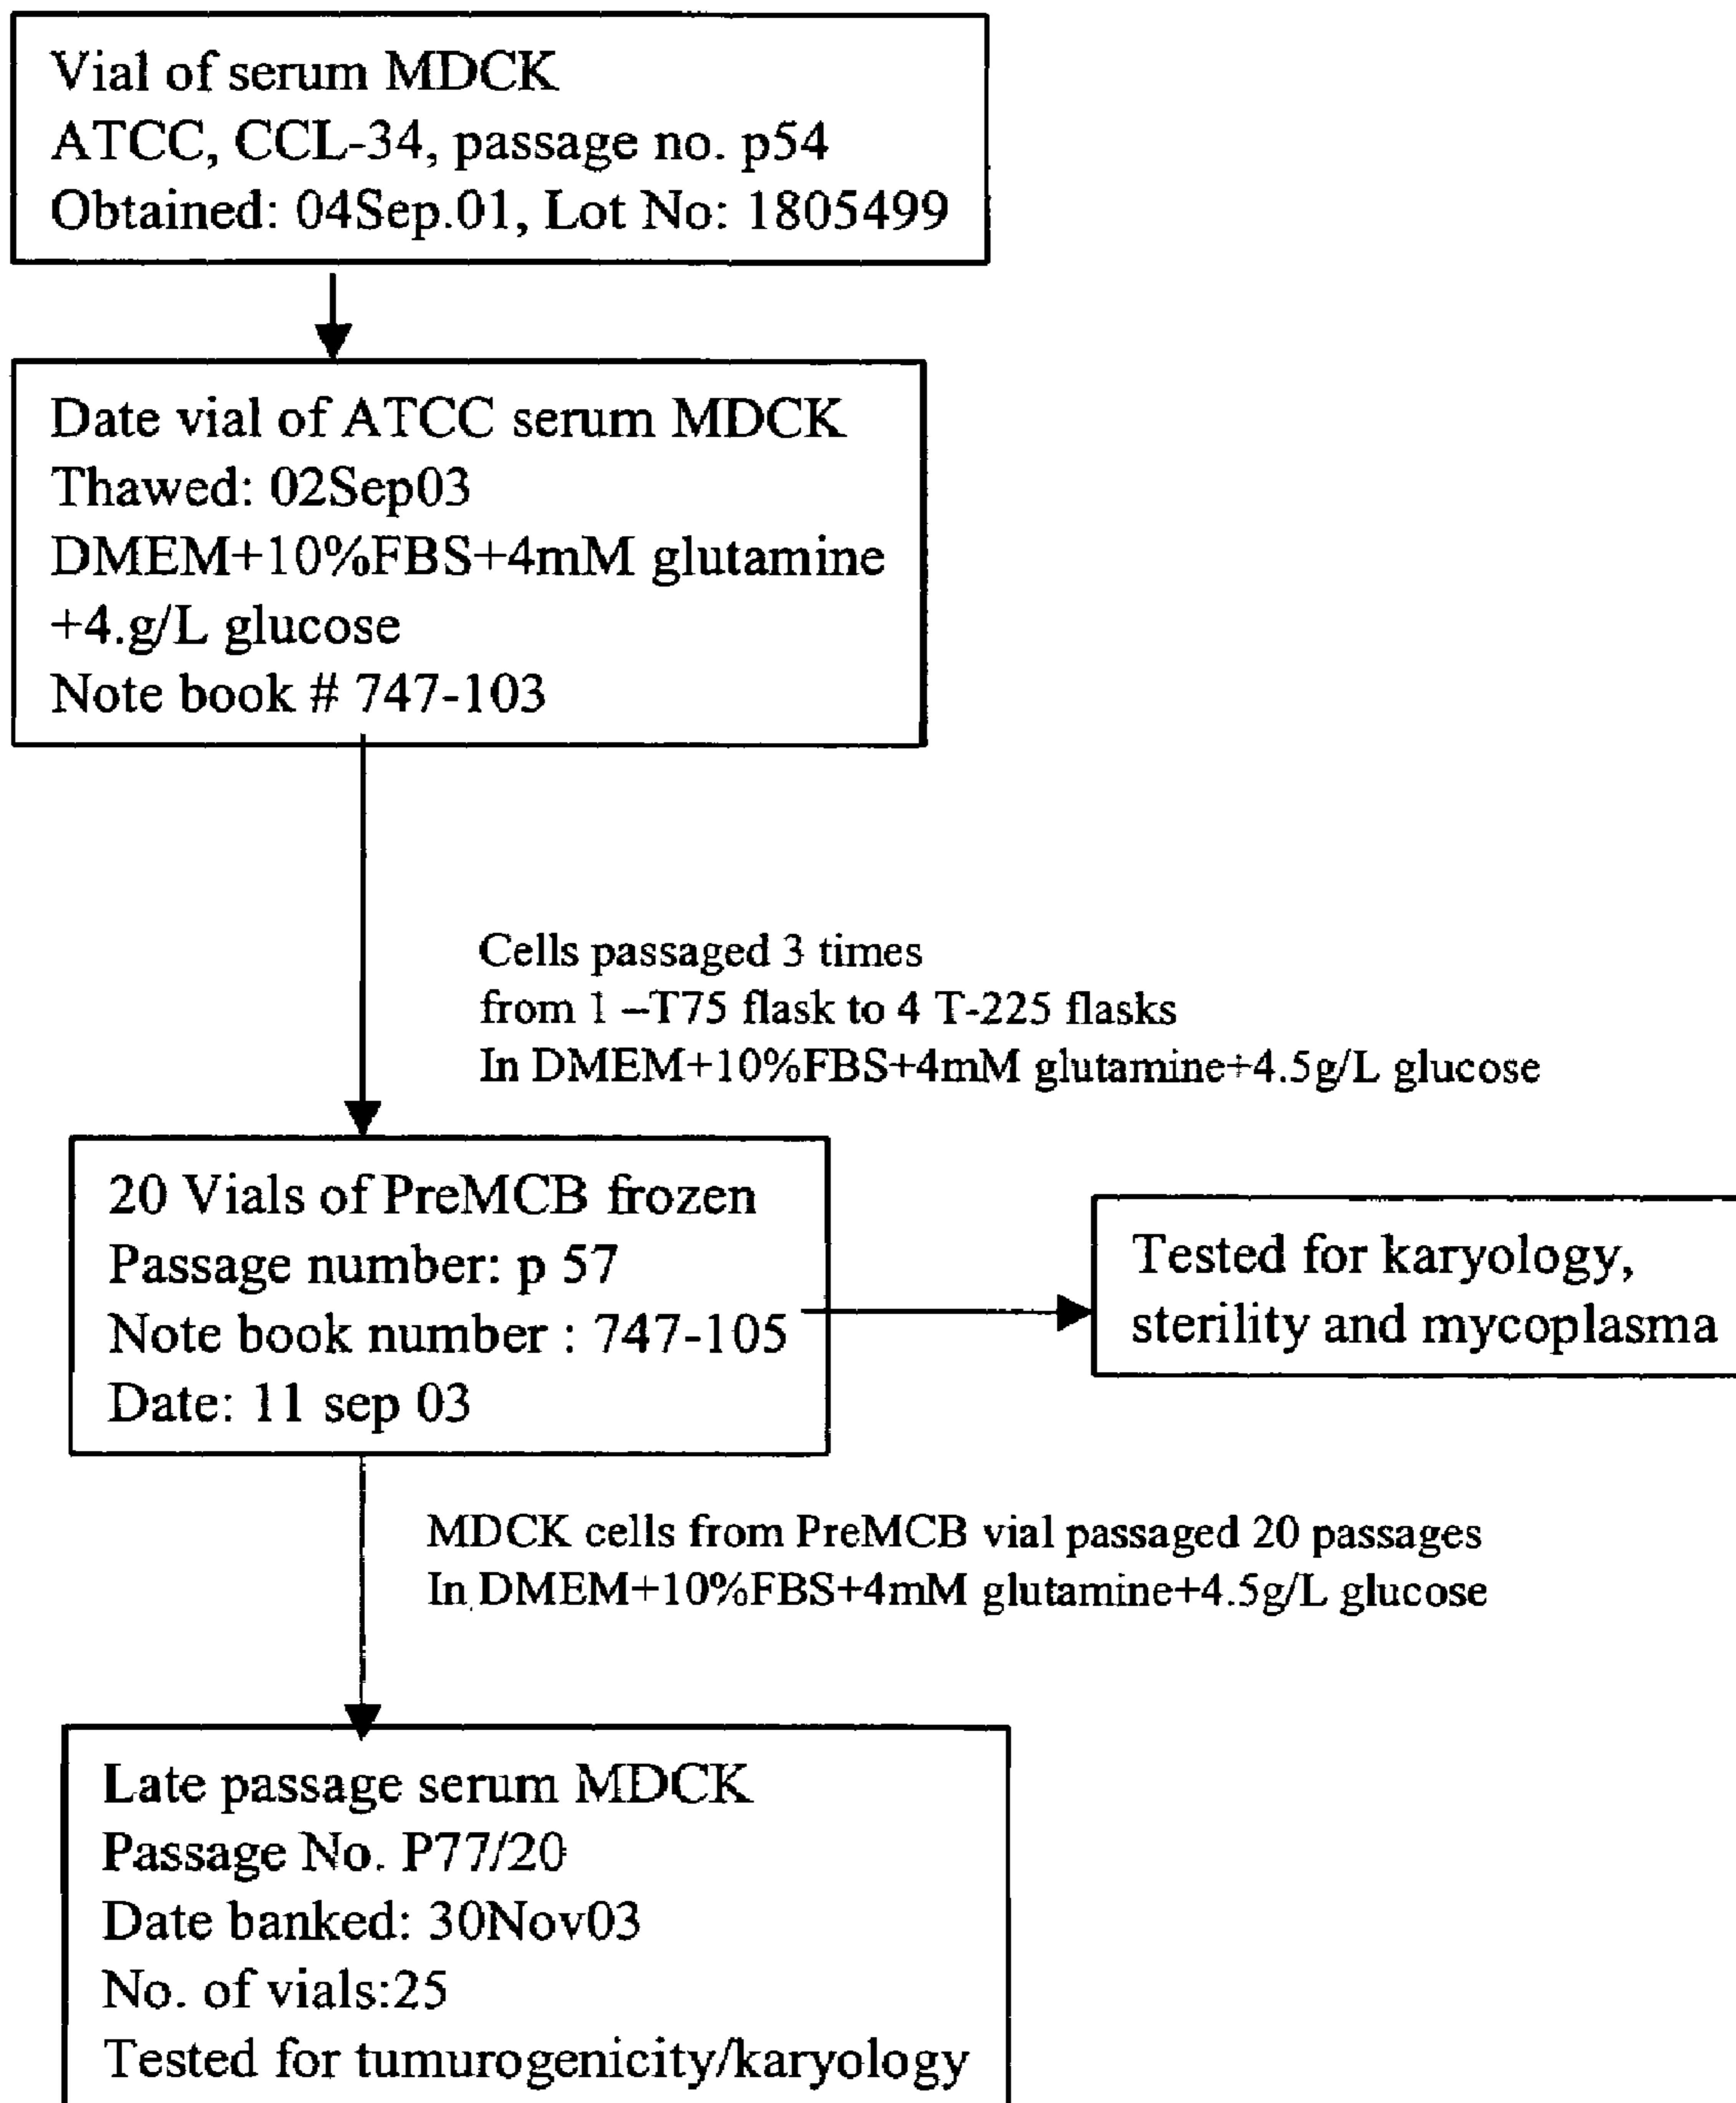 Vial of serum MDCK
ATCC, CCL-34, passage no. p54
Obtained: 04Sep.01, Lot No: 1805499
Date vial of ATCC serum MDCK
Thawed: 02Sep03
DMEM+10%FBS+4mM glutamine
+4.g/L glucose
Note book # 747-103
Cells passaged 3 times
from 1 –T75 flask to 4 T-225 flasks
In DMEM+10%FBS+4mM glutamine+4.5g/L glucose
20 Vials of PreMCB frozen
Passage number: p 57
Note book number : 747-105
Date: 11 sep 03
Tested for karyology,
sterility and mycoplasma
MDCK cells from PreMCB vial passaged 20 passages
In DMEM+10%FBS+4mM glutamine+4.5g/L glucose
Late passage serum MDCK
Passage No. P77/20
Date banked: 30Nov03
No. of vials:25
Tested for tumurogenicity/karyology